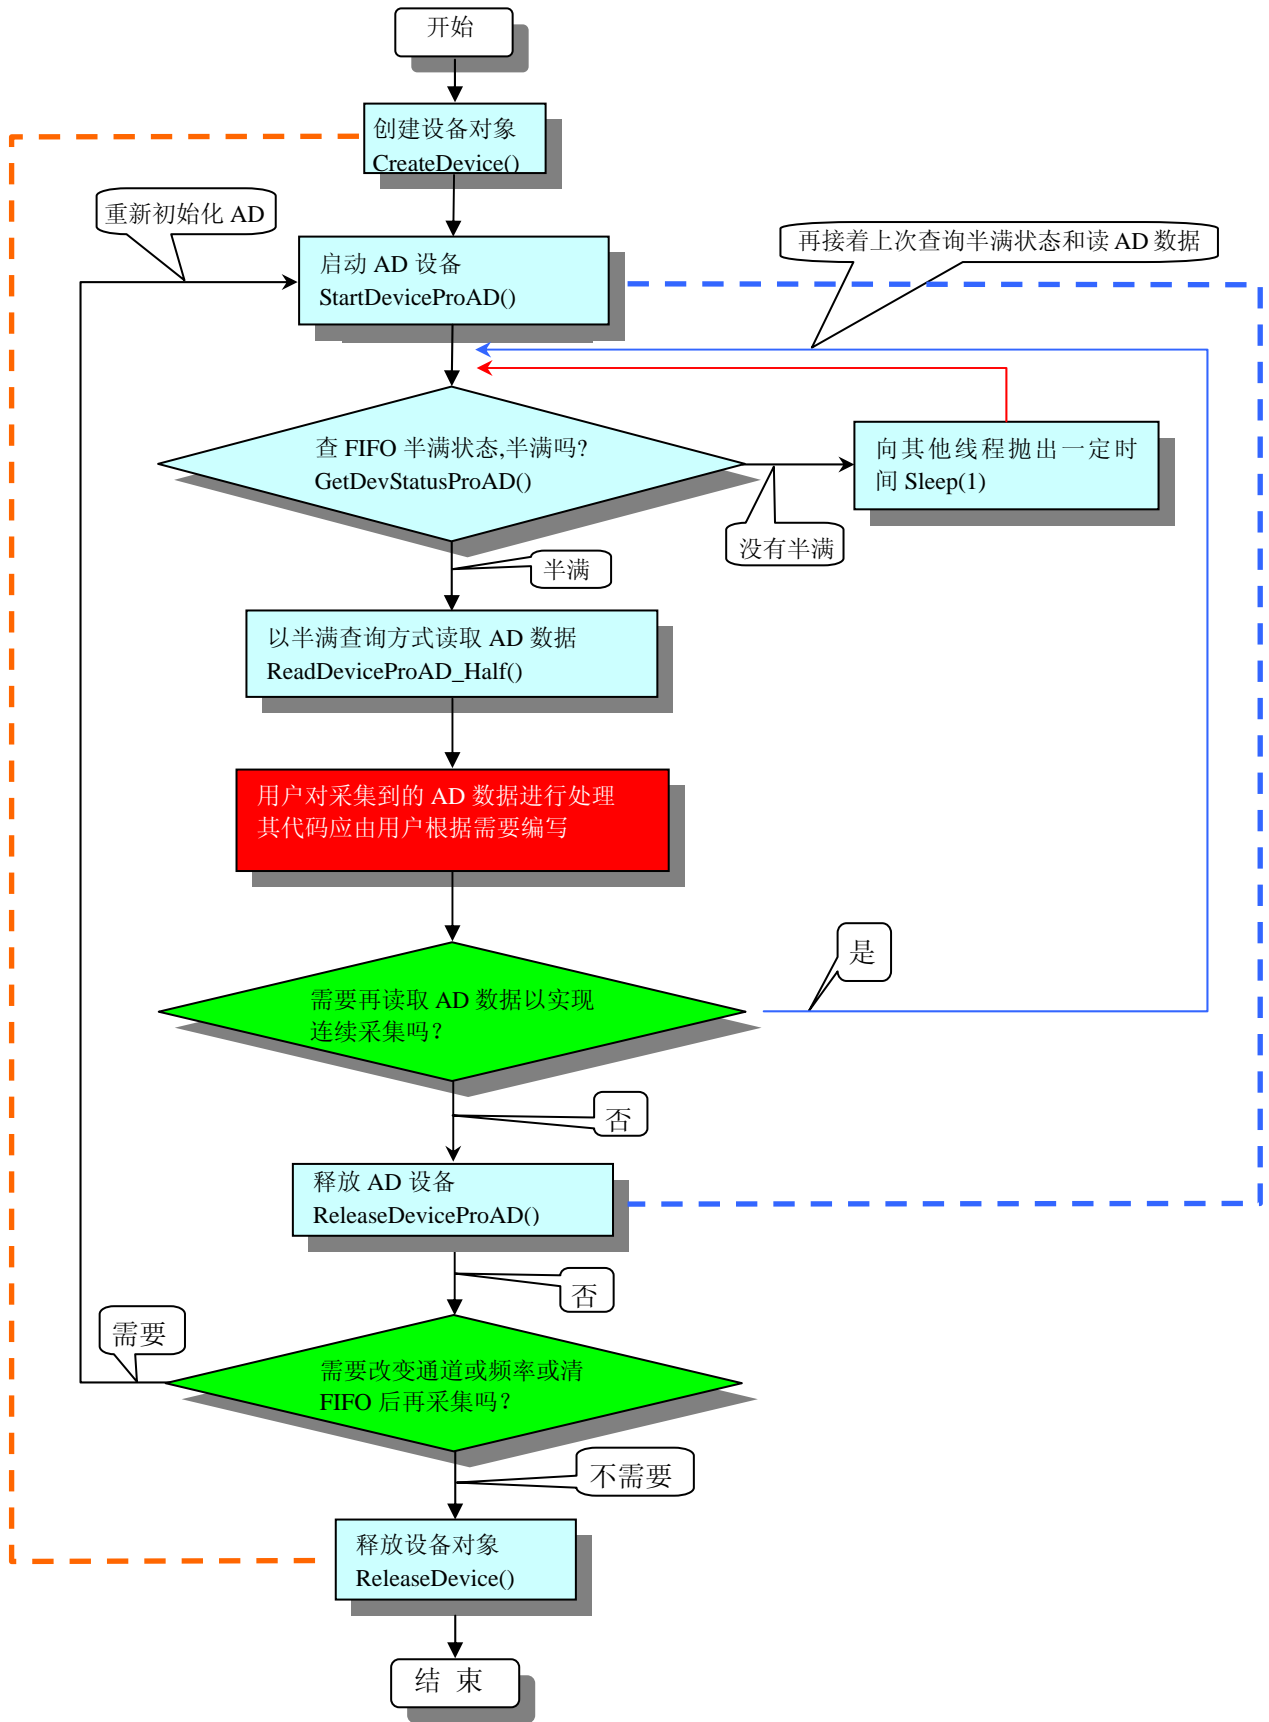 开始
创建设备对象
CreateDevice()
重新初始化 AD
再接着上次查询半满状态和读 AD 数据
启动 AD 设备
StartDeviceProAD()
查 FIFO 半满状态,半满吗?
GetDevStatusProAD()
向其他线程抛出一定时
间 Sleep(1)
没有半满
半满
以半满查询方式读取 AD 数据
ReadDeviceProAD_Half()
用户对采集到的 AD 数据进行处理
其代码应由用户根据需要编写
是
需要再读取 AD 数据以实现
连续采集吗？
否
释放 AD 设备
ReleaseDeviceProAD()
否
需要
需要改变通道或频率或清
FIFO 后再采集吗？
不需要
释放设备对象
ReleaseDevice()
结 束